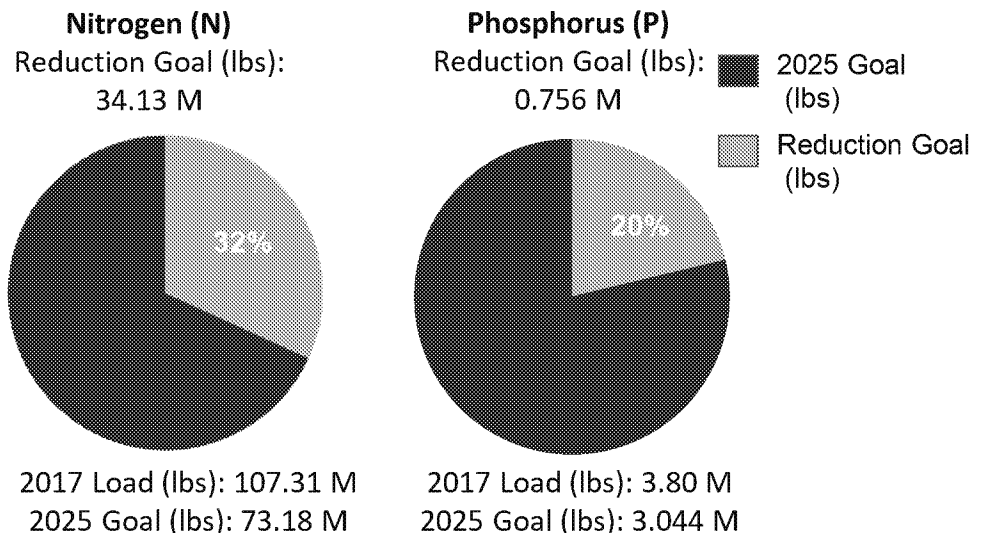 Nitrogen (N)
Reduction Goal (lbs):
34.13 M
32%
2017 Load (lbs): 107.31 M
2025 Goal (lbs): 73.18 M
Phosphorus (P)
Reduction Goal (lbs):
0.756 M
20%
2017 Load (lbs): 3.80 M
2025 Goal (lbs): 3.044 M
2025 Goal
(lbs)
Reduction Goal
(lbs)